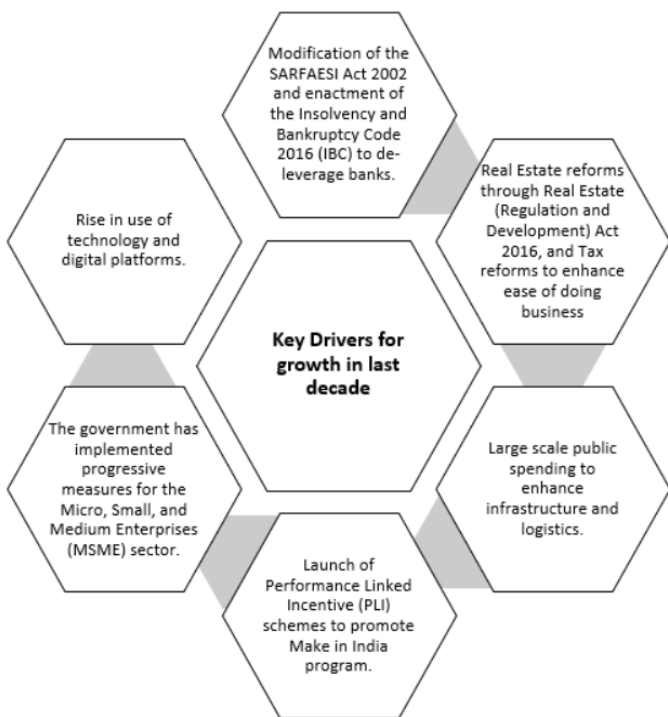 Modification of the
SARFAESI Act 2002
and enactment of
the Insolvency and
Bankruptcy Code
2016 (IBC) to de-
leverage banks.
Real Estate reforms
through Real Estate
(Regulation and
Development) Act
2016, and Tax
reforms to enhance
ease of doing
business
Large scale public
spending to
enhance
infrastructure and
logistics.
Launch of
Performance Linked
Incentive (PLI)
schemes to promote
Make in India
program.
The government has
implemented
progressive
measures for the
Micro, Small, and
Medium Enterprises
(MSME) sector.
Rise in use of
technology and
digital platforms.
Key Drivers for
growth in last
decade